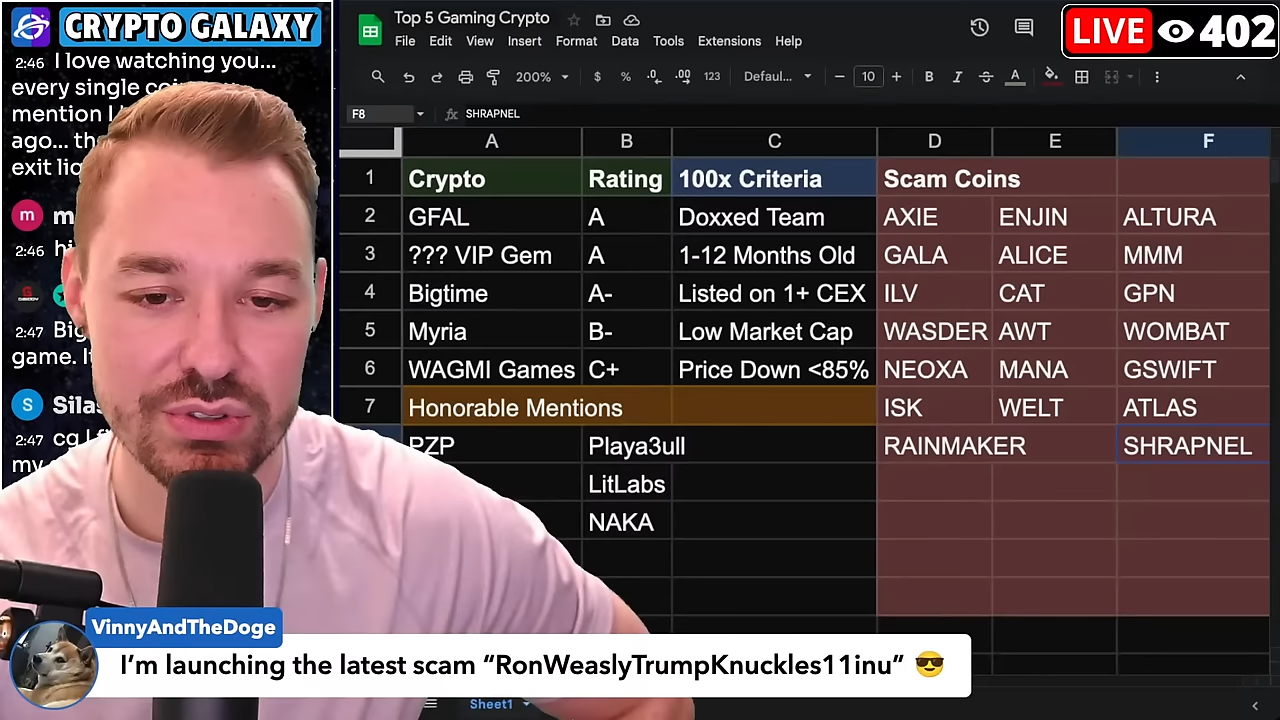 CRYPTO GALAXY
2:46 I love watching you...
every single
mention I
ago...
exit
m
2:46
2:47
game.
S
2:47
my
Top 5 Gaming Crypto
File Edit View Insert Format Data Tools Extensions Help
LIVE 402
200% $ % .0 .00 123 Defaul... 10 B I S A
F8 fx SHRAPNEL
A B C D E F
1 Crypto Rating 100x Criteria Scam Coins
2 GFAL A Doxxed Team AXIE ENJIN ALTURA
3 ??? VIP Gem A 1-12 Months Old GALA ALICE MMM
4 Bigtime A- Listed on 1+ CEX ILV CAT GPN
5 Myria B- Low Market Cap WASDER AWT WOMBAT
6 WAGMI Games C+ Price Down <85% NEOXA MANA GSWIFT
7 Honorable Mentions ISK WELT ATLAS
PZP Playa3ull RAINMAKER SHRAPNEL
LitLabs
NAKA
VinnyAndTheDoge
I’m launching the latest scam “RonWeaslyTrumpKnuckles11inu” 😎
Sheet1